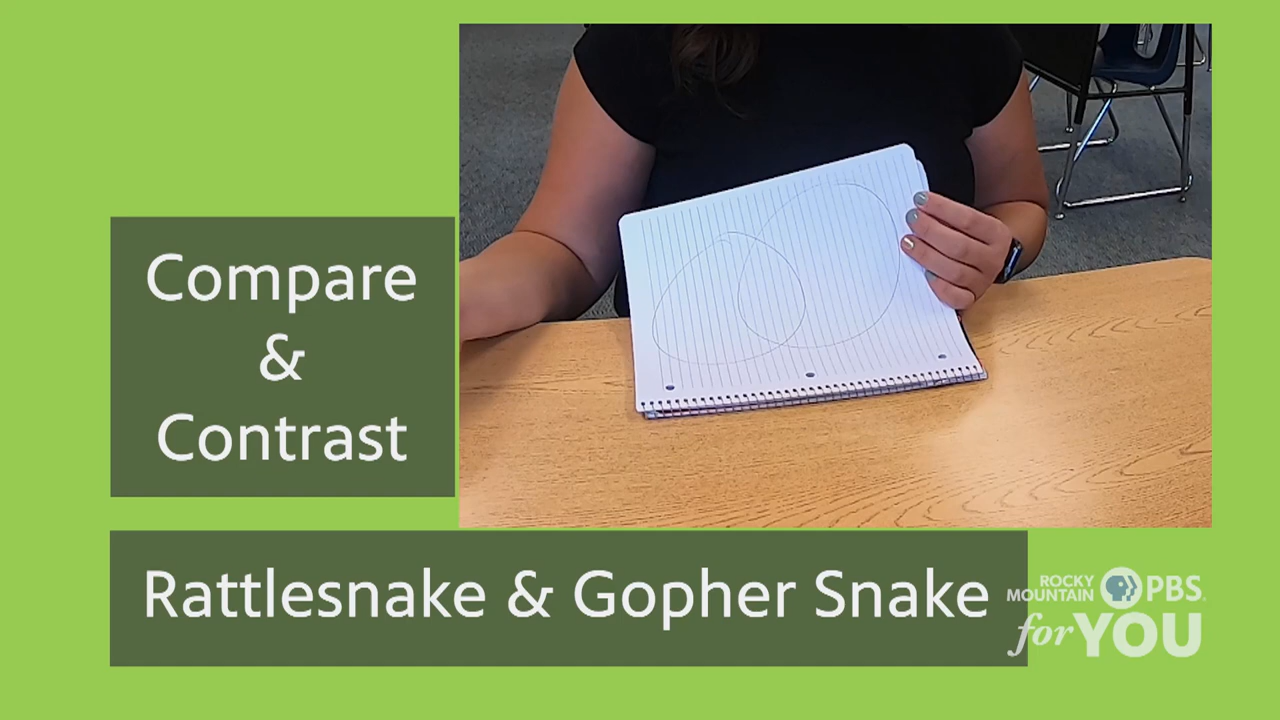 Compare
&
Contrast
Rattlesnake & Gopher Snake
ROCKY
MOUNTAIN PBS
for YOU